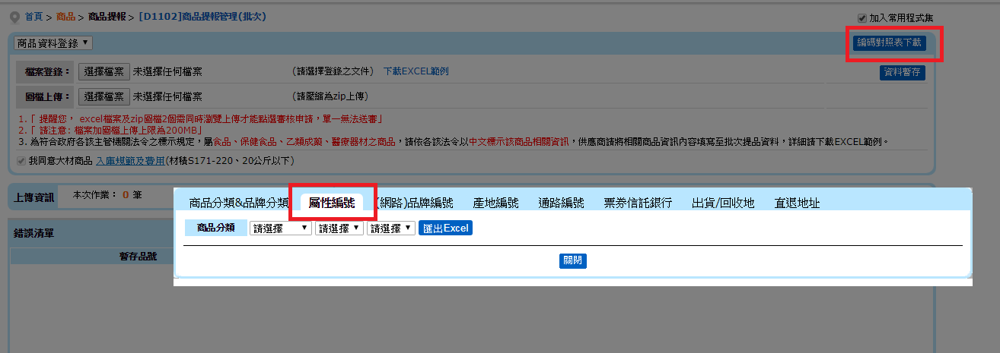 首頁 > 商品 > 商品提報 > [D1102]商品提報管理(批次)
加入常用程式集
商品資料登錄
編碼對照表下載
檔案登錄： 選擇檔案 未選擇任何檔案 (請選擇登錄之文件) 下載EXCEL範例
資料暫存
圖檔上傳： 選擇檔案 未選擇任何檔案 (請壓縮為zip上傳)
1.「 提醒您， excel檔案及zip圖檔2個需同時瀏覽上傳才能點選審核申請，單一無法送審」
2.「 請注意: 檔案加圖檔上傳上限為200MB」
3. 為符合政府各該主管機關法令之標示規定，屬食品、保健食品、乙類成藥、醫療器材之商品，請依各該法令以中文標示該商品相關資訊，供應商請將相關商品資訊內容填寫至批次提品資料，詳細請下載EXCEL範例。
我同意大材商品 入庫規範及費用(材積S171-220、20公斤以下)
上傳資訊 本次作業： 0 筆
商品分類&品牌分類 屬性編號 (網路)品牌編號 產地編號 通路編號 票券信託銀行 出貨/回收地 直退地址
錯誤清單
商品分類 請選擇 請選擇 請選擇 匯出Excel
暫存品號
關閉